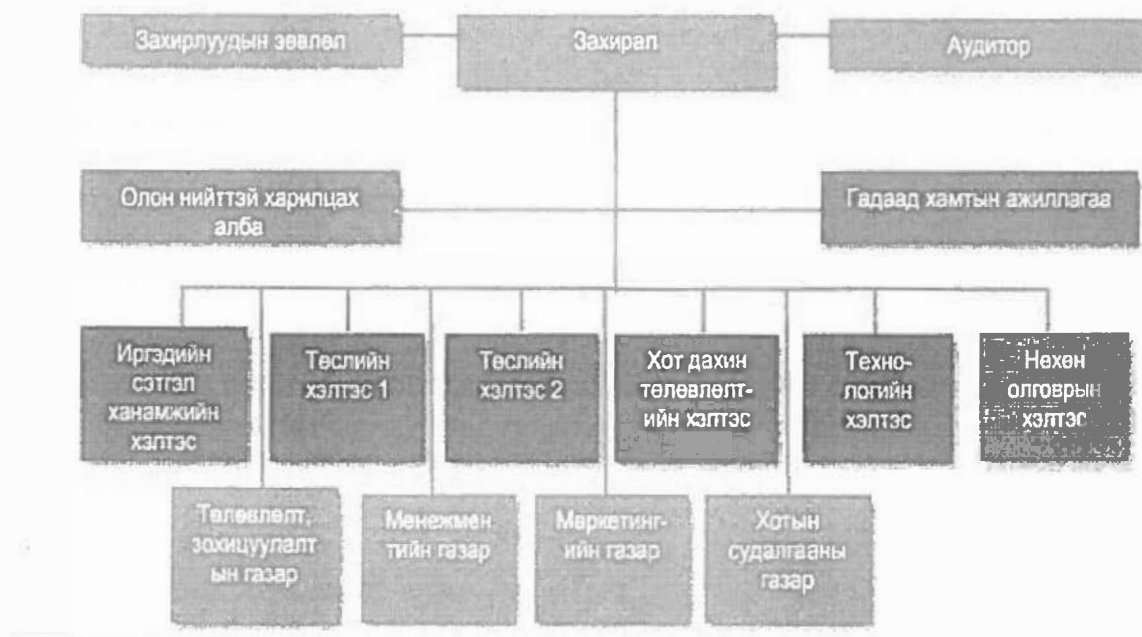 Захирлуудын зөвлөл
Захирал
Аудитор
Олон нийттэй харилцах
алба
Гадаад хамтын ажиллагаа
Иргэдийн
сэтгэл
ханамжийн
хэлтэс
Төслийн
хэлтэс 1
Төслийн
хэлтэс 2
Хот дахин
төлөвлөлт-
ийн хэлтэс
Техно-
логийн
хэлтэс
Нөхөн
олговрын
хэлтэс
Төлөвлөлт,
зохицуулалт
ын газар
Менежмен
тийн газар
Маркетинг-
ийн газар
Хотын
судалгааны
газар